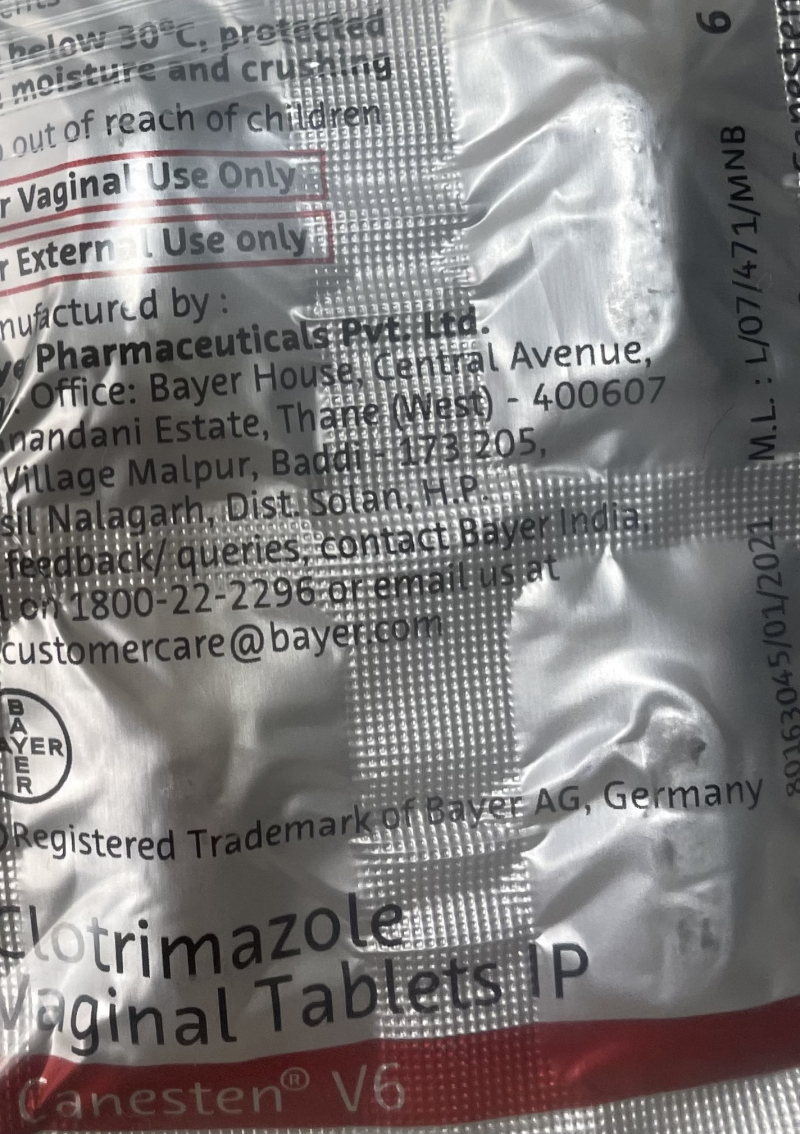 below 30°C, protected
moisture and crushing
out of reach of children
r Vaginal Use Only
r External Use only
nufactured by :
ye Pharmaceuticals Pvt. Ltd.
. Office: Bayer House, Central Avenue,
nandani Estate, Thane (West) - 400607
Village Malpur, Baddi - 173 205,
sil Nalagarh, Dist. Solan, H.P.
feedback/ queries, contact Bayer India,
l on 1800-22-2296 or email us at
customercare@bayer.com
BAYER
AYER
Registered Trademark of Bayer AG, Germany
Clotrimazole
Vaginal Tablets IP
Canesten® V6
6
M.L. : L/07/471/MNB
80163045/01/2021